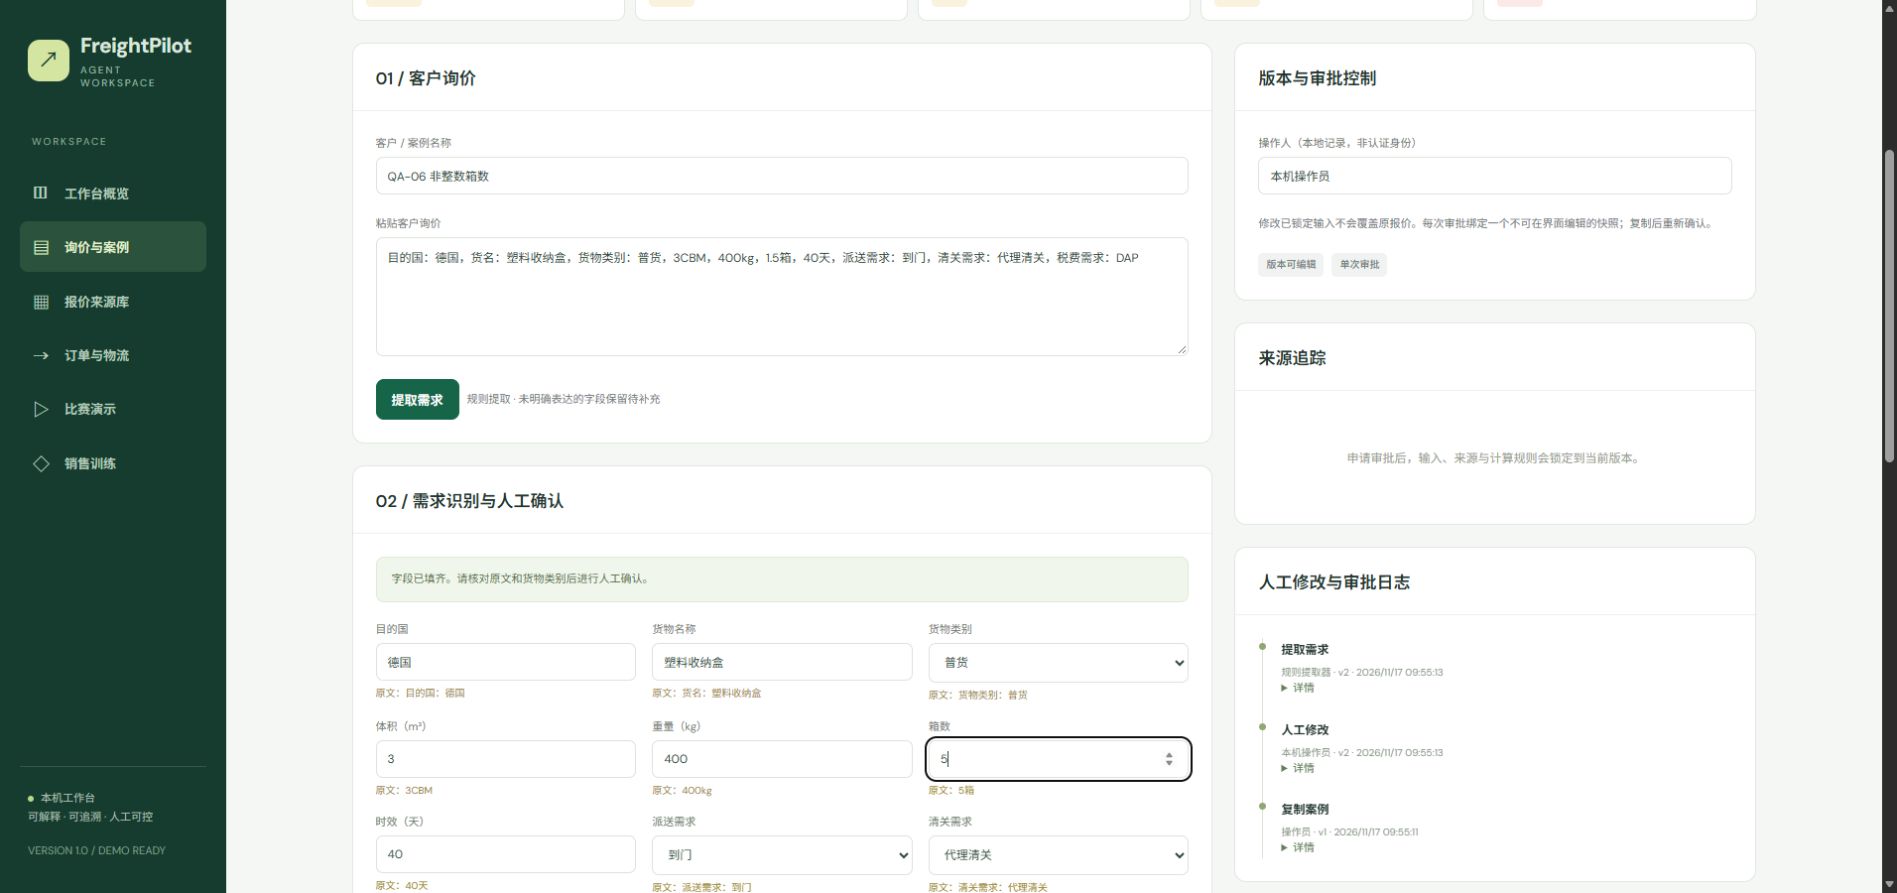 FreightPilot
AGENT
WORKSPACE
WORKSPACE
工作台概览
询价与案例
报价来源库
订单与物流
比赛演示
销售训练
本机工作台
可解释 · 可追溯 · 人工可控
VERSION 1.0 / DEMO READY
01 / 客户询价
客户 / 案例名称
QA-06 非整数箱数
粘贴客户询价
目的国：德国，货名：塑料收纳盒，货物类别：普货，3CBM，400kg，1.5箱，40天，派送需求：到门，清关需求：代理清关，税费需求：DAP
提取需求 规则提取 · 未明确表达的字段保留待补充
02 / 需求识别与人工确认
字段已填齐。请核对原文和货物类别后进行人工确认。
目的国 货物名称 货物类别
德国 塑料收纳盒 普货
原文：目的国：德国 原文：货名：塑料收纳盒 原文：货物类别：普货
体积（m³） 重量（kg） 箱数
3 400 5
原文：3CBM 原文：400kg 原文：5箱
时效（天） 派送需求 清关需求
40 到门 代理清关
原文：40天 原文：派送需求：到门 原文：清关需求：代理清关
版本与审批控制
操作人（本地记录，非认证身份）
本机操作员
修改已锁定输入不会覆盖原报价。每次审批绑定一个不可在界面编辑的快照；复制后重新确认。
版本可编辑 单次审批
来源追踪
申请审批后，输入、来源与计算规则会锁定到当前版本。
人工修改与审批日志
提取需求
规则提取器 · v2 · 2026/11/17 09:55:13
详情
人工修改
本机操作员 · v2 · 2026/11/17 09:55:13
详情
复制案例
操作员 · v1 · 2026/11/17 09:55:11
详情